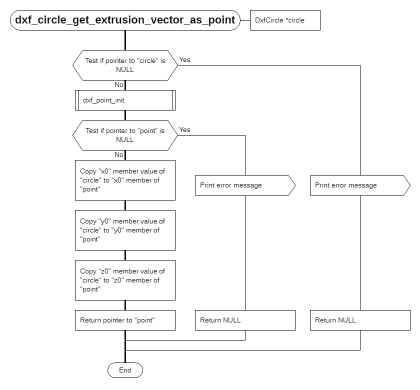 dxf_circle_get_extrusion_vector_as_point
DxfCircle *circle
Test if pointer to "circle" is
NULL
Yes
No
dxf_point_init
Test if pointer to "point" is
NULL
Yes
No
Copy "x0" member value of
"circle" to "x0" member of
"point"
Print error message
Print error message
Copy "y0" member value of
"circle" to "y0" member of
"point"
Copy "z0" member value of
"circle" to "z0" member of
"point"
Return pointer to "point"
Return NULL
Return NULL
End